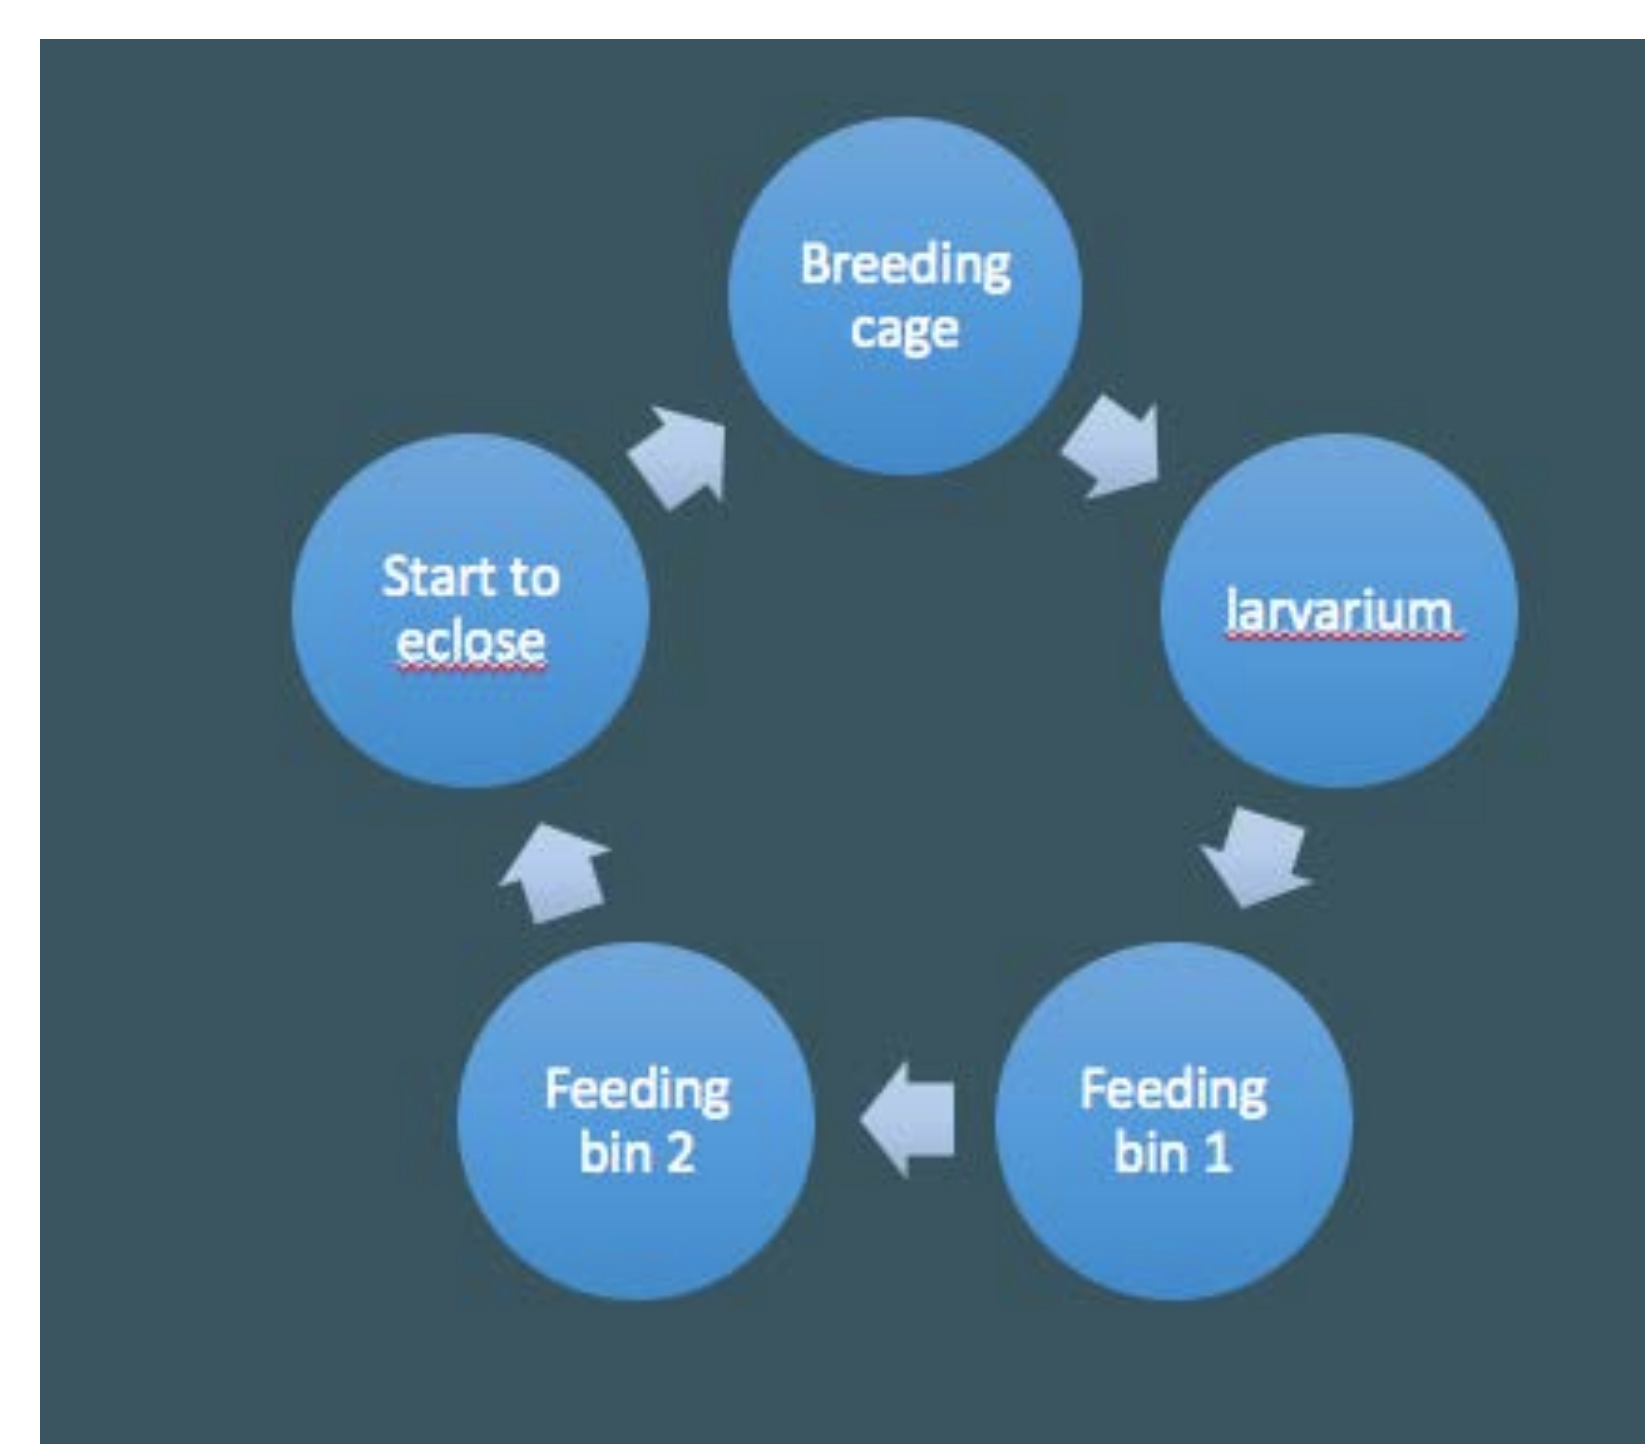 Breeding
cage
larvarium
Feeding
bin 1
Feeding
bin 2
Start to
eclose